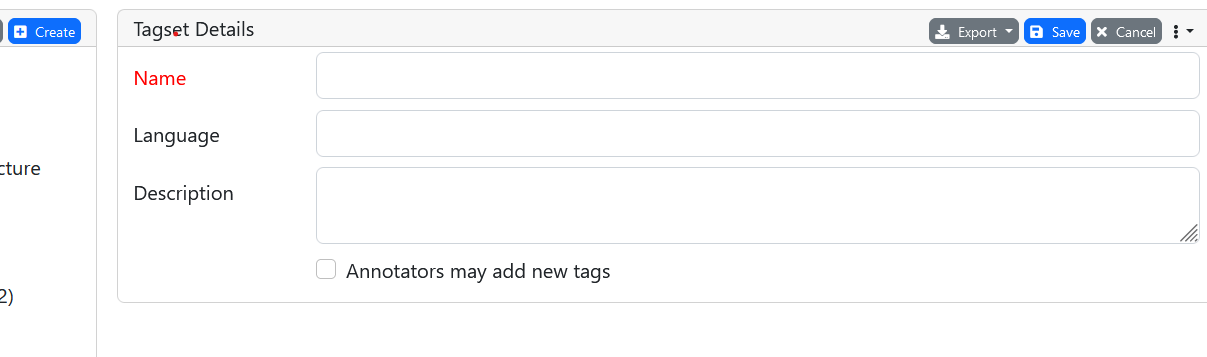 Create
Tagset Details
Export
Save
Cancel
Name
Language
cture
Description
Annotators may add new tags
2)